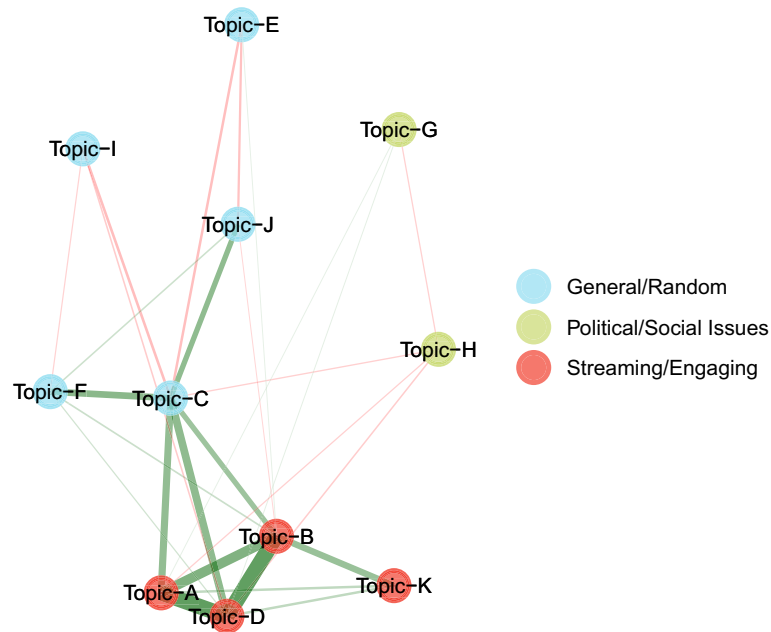 Topic-E
Topic-G
Topic-I
Topic-J
General/Random
Political/Social Issues
Topic-H
Streaming/Engaging
Topic-F
Topic-C
Topic-B
Topic-K
Topic-A
Topic-D